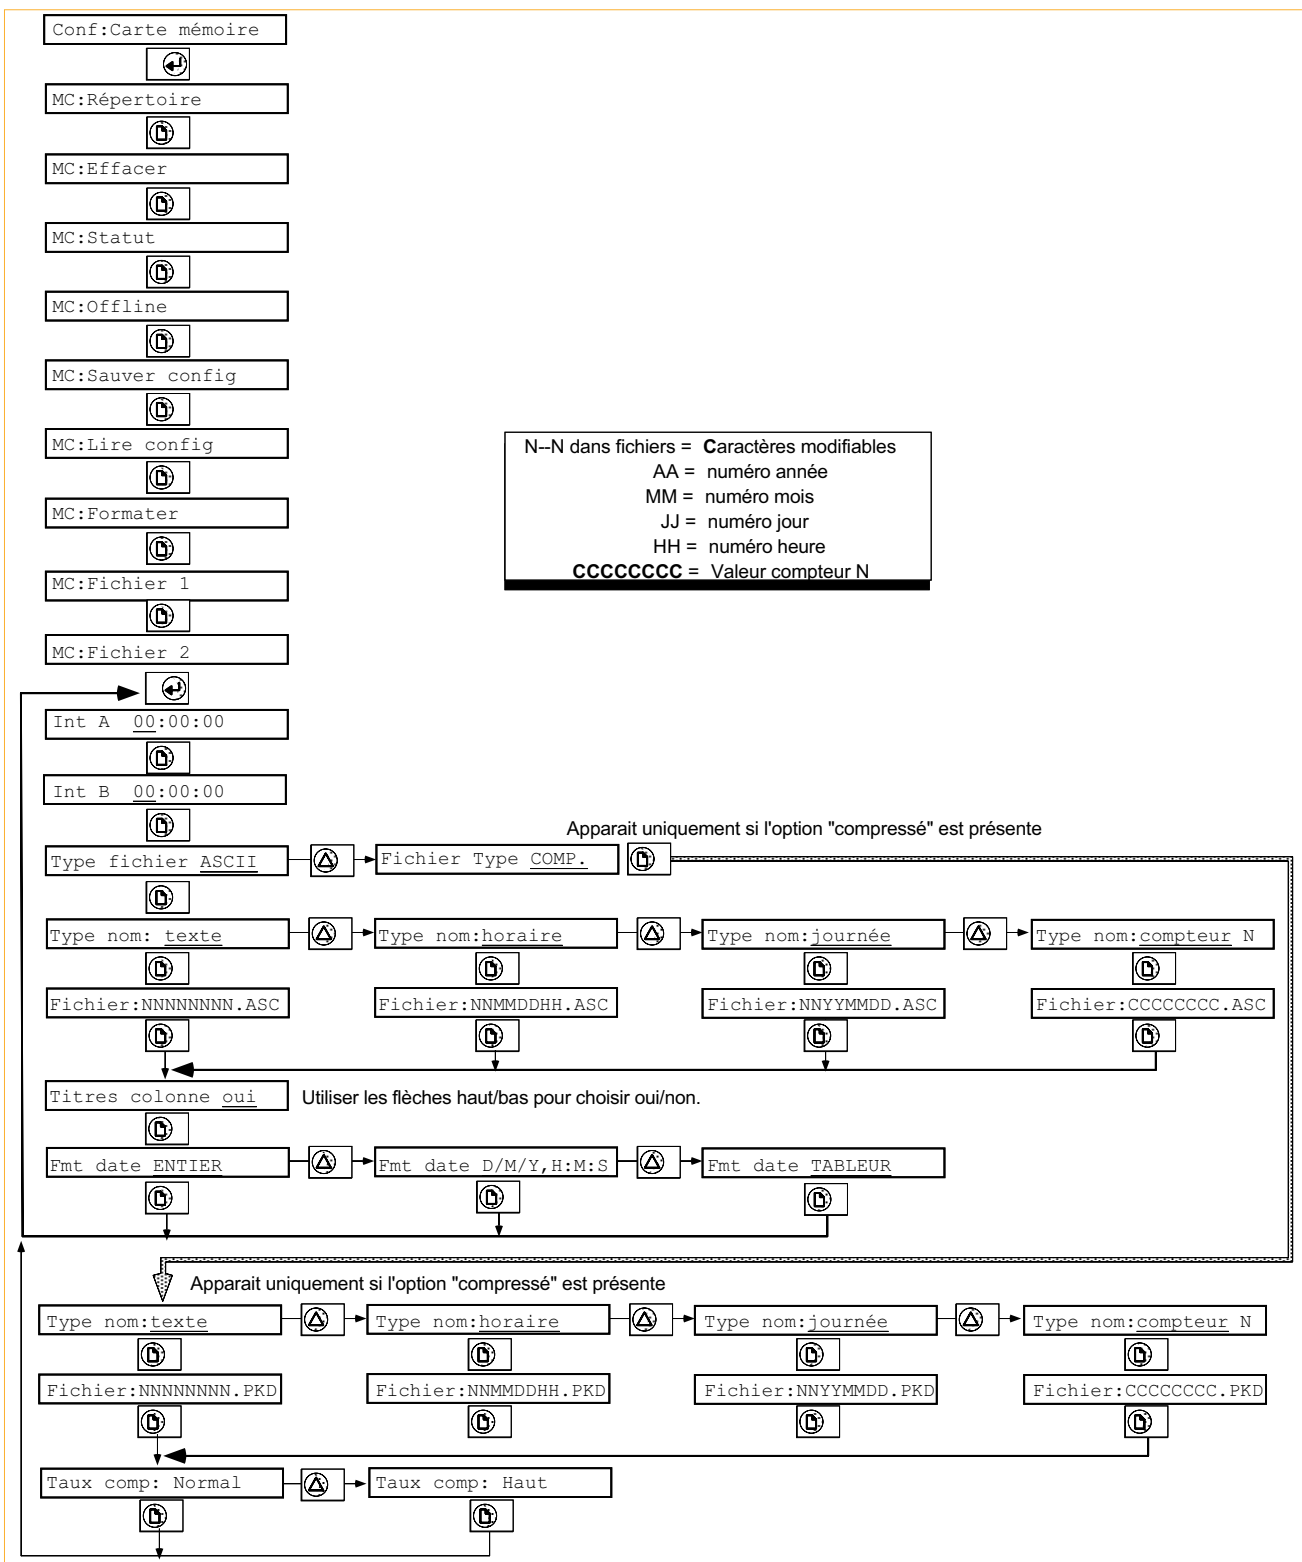 Conf:Carte mémoire
MC:Répertoire
MC:Effacer
MC:Statut
MC:Offline
MC:Sauver config
MC:Lire config
MC:Formater
MC:Fichier 1
MC:Fichier 2
N--N dans fichiers = Caractères modifiables
AA = numéro année
MM = numéro mois
JJ = numéro jour
HH = numéro heure
CCCCCCCC = Valeur compteur N
Int A 00:00:00
Int B 00:00:00
Apparait uniquement si l'option "compressé" est présente
Type fichier ASCII
Fichier Type COMP.
Type nom: texte
Type nom:horaire
Type nom:journée
Type nom:compteur N
Fichier:NNNNNNNN.ASC
Fichier:NNMMDDHH.ASC
Fichier:NNYYMMDD.ASC
Fichier:CCCCCCCC.ASC
Titres colonne oui
Utiliser les flèches haut/bas pour choisir oui/non.
Fmt date ENTIER
Fmt date D/M/Y,H:M:S
Fmt date TABLEUR
Apparait uniquement si l'option "compressé" est présente
Type nom:texte
Type nom:horaire
Type nom:journée
Type nom:compteur N
Fichier:NNNNNNNN.PKD
Fichier:NNMMDDHH.PKD
Fichier:NNYYMMDD.PKD
Fichier:CCCCCCCC.PKD
Taux comp: Normal
Taux comp: Haut